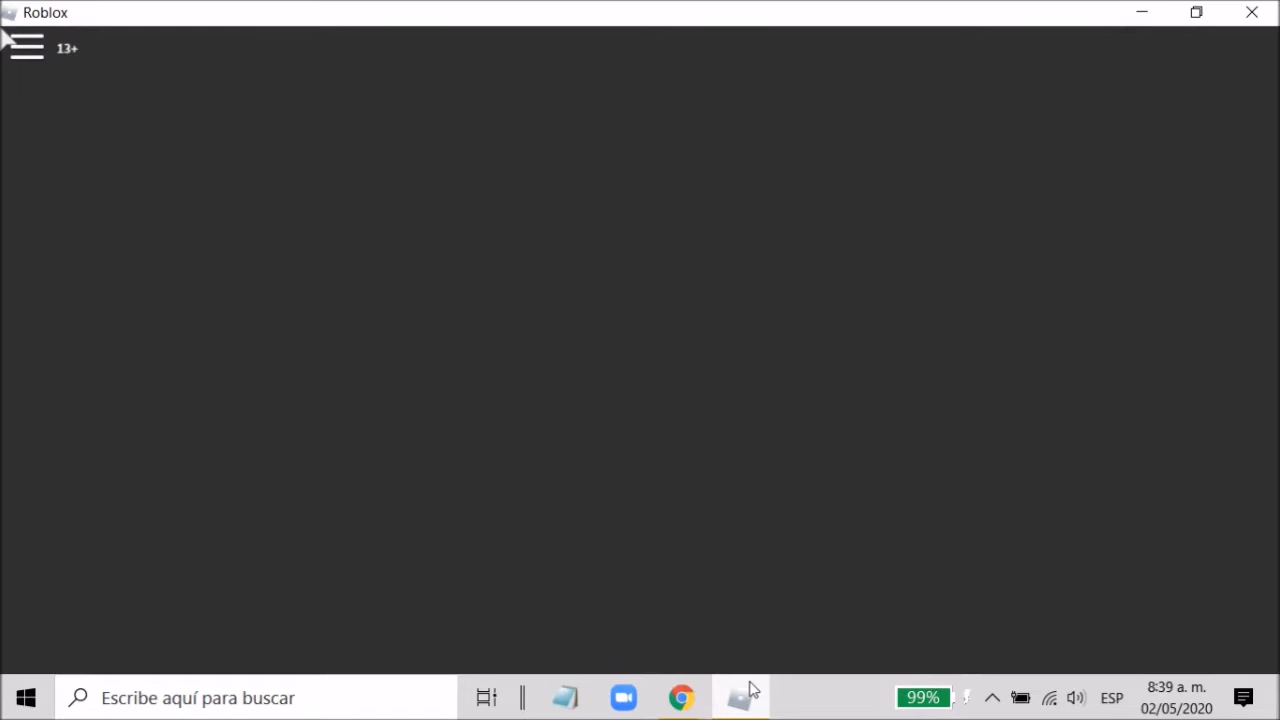 Roblox
13+
Escribe aquí para buscar
99%
ESP
8:39 a. m.
02/05/2020